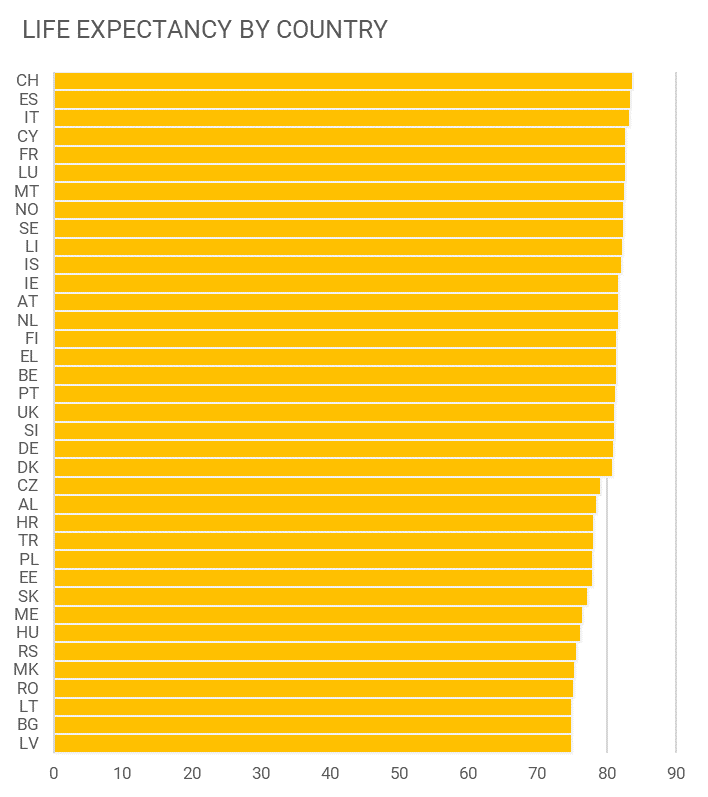 LIFE EXPECTANCY BY COUNTRY
CH
ES
IT
CY
FR
LU
MT
NO
SE
LI
IS
IE
AT
NL
FI
EL
BE
PT
UK
SI
DE
DK
CZ
AL
HR
TR
PL
EE
SK
ME
HU
RS
MK
RO
LT
BG
LV
0 10 20 30 40 50 60 70 80 90